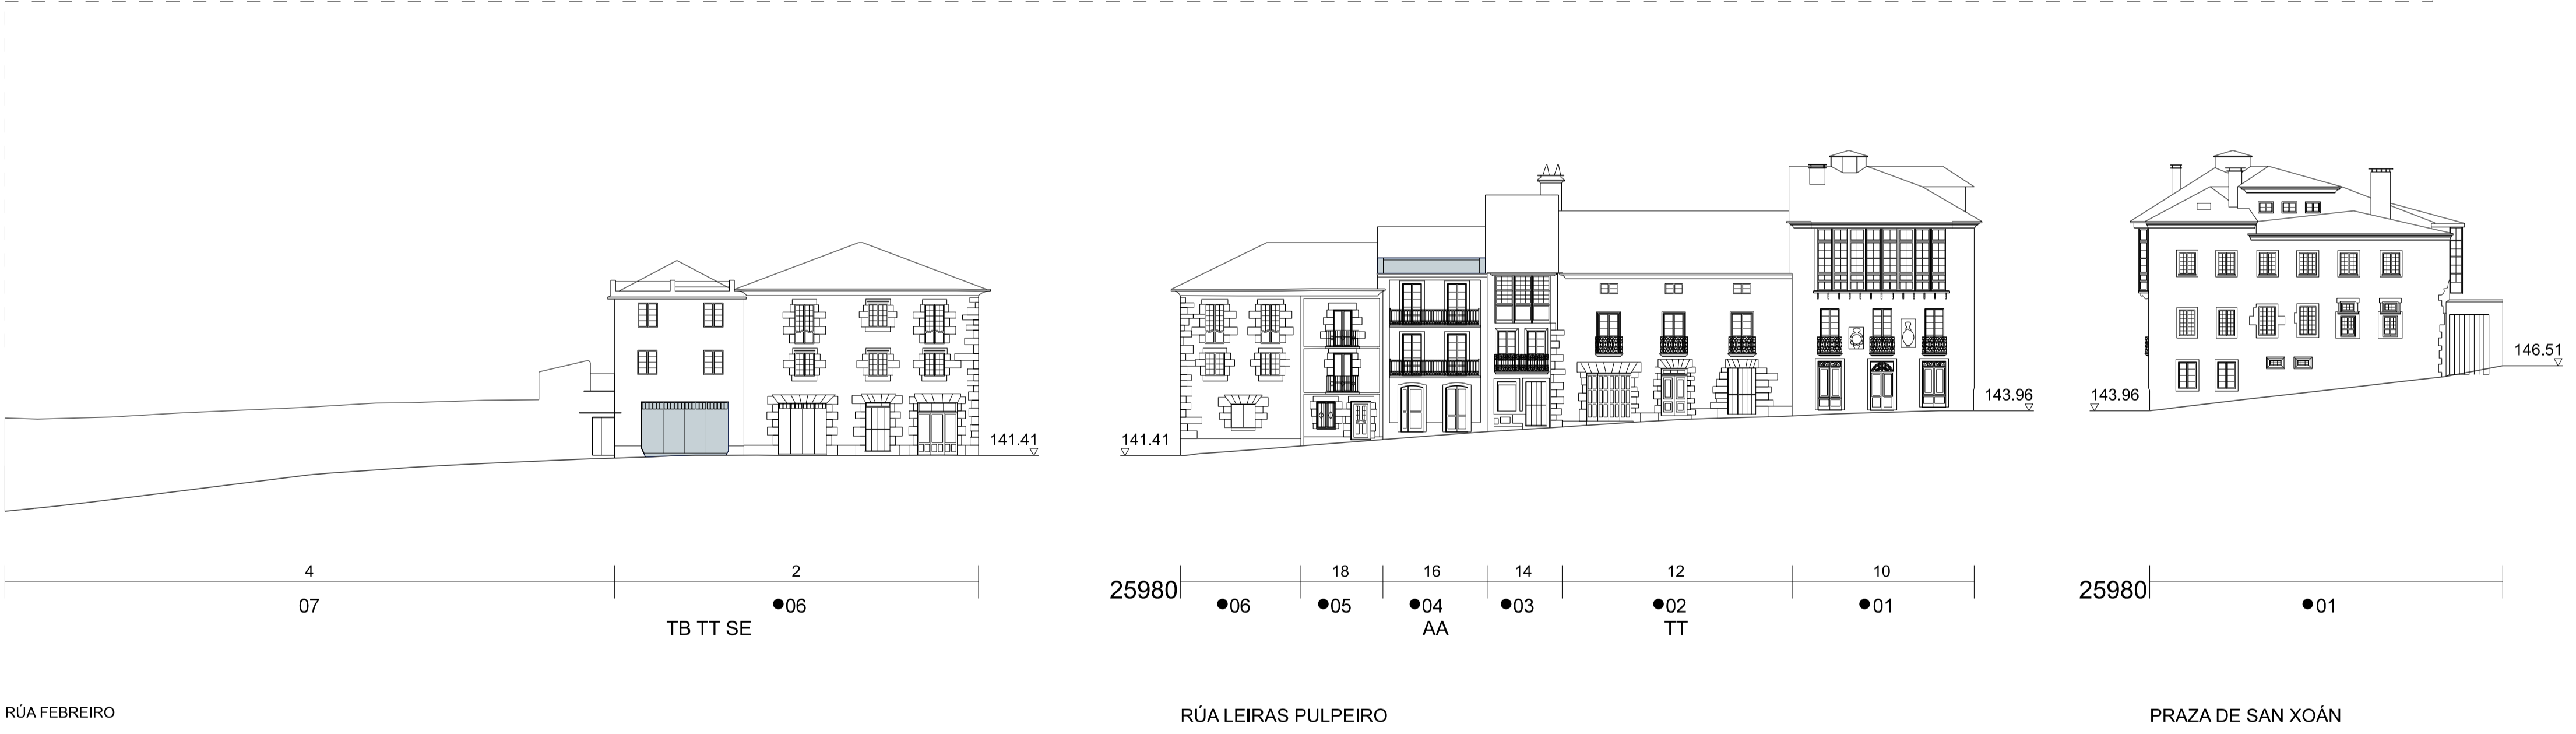 146.51
143.96 143.96
141.41 141.41
4 2 18 16 14 12 10
25980 25980
07 ●06 ●06 ●05 ●04 ●03 ●02 ●01 ●01
TB TT SE AA TT
RÚA FEBREIRO RÚA LEIRAS PULPEIRO PRAZA DE SAN XOÁN